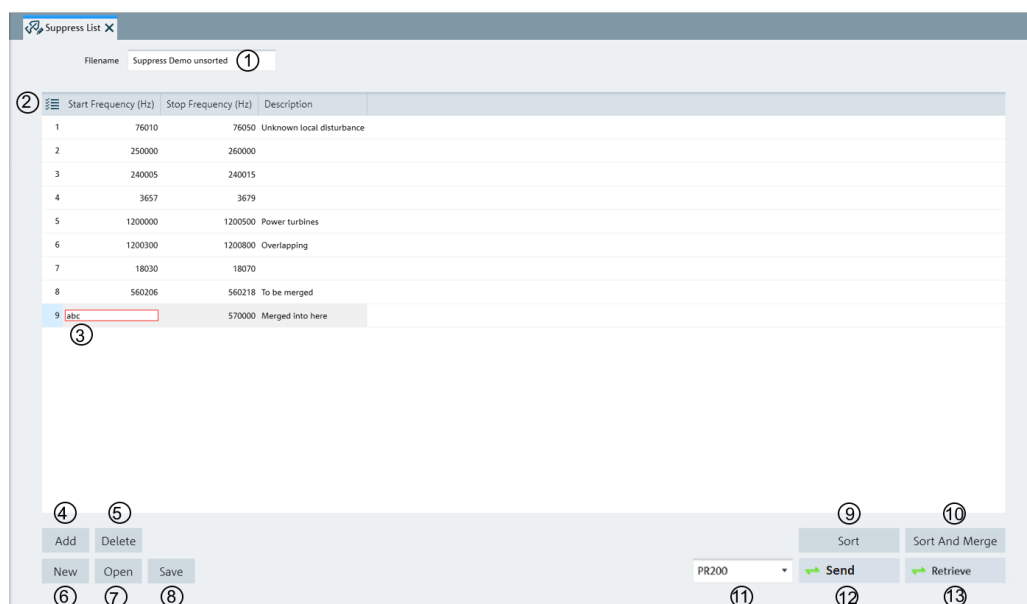 Suppress List X
Filename Suppress Demo unsorted 1
2 Start Frequency (Hz) Stop Frequency (Hz) Description
1 76010 76050 Unknown local disturbance
2 250000 260000
3 240005 240015
4 3657 3679
5 1200000 1200500 Power turbines
6 1200300 1200800 Overlapping
7 18030 18070
8 560206 560218 To be merged
9 abc 570000 Merged into here
3
4 5 9 10
Add Delete Sort Sort And Merge
New Open Save PR200 Send Retrieve
6 7 8 11 12 13